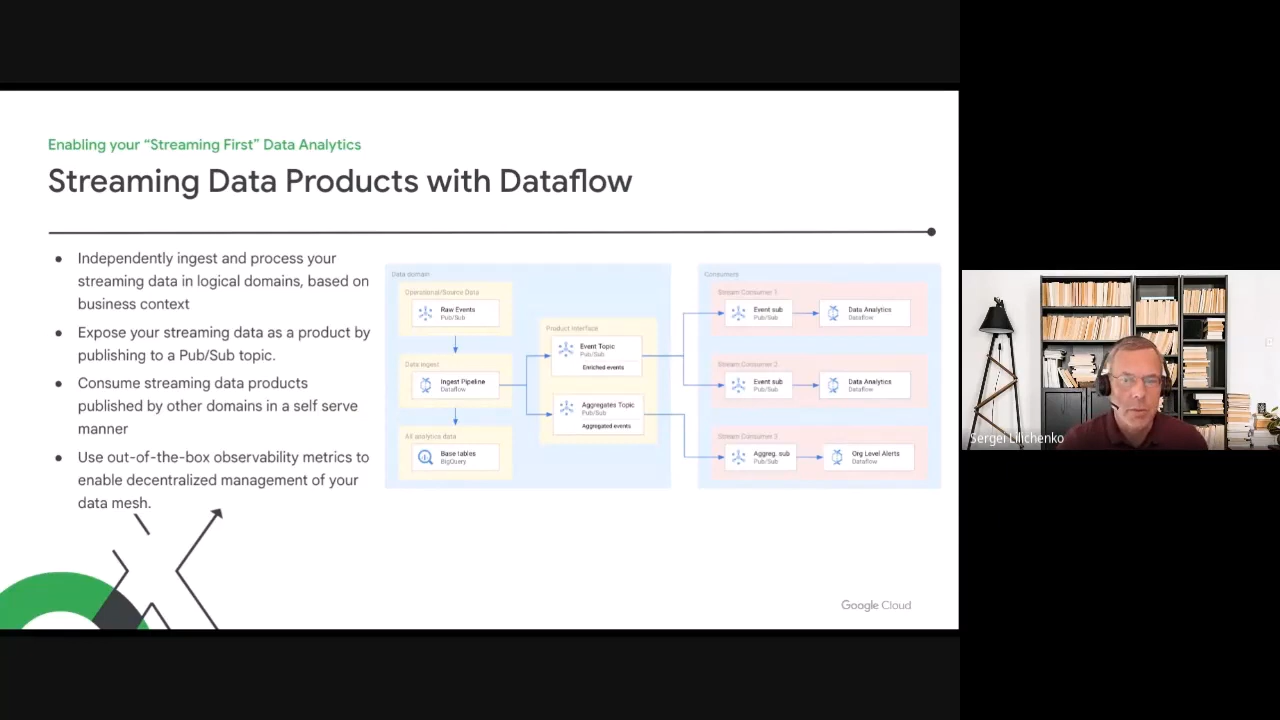 Enabling your “Streaming First” Data Analytics
Streaming Data Products with Dataflow
● Independently ingest and process your
streaming data in logical domains, based on
business context
● Expose your streaming data as a product by
publishing to a Pub/Sub topic.
● Consume streaming data products
published by other domains in a self serve
manner
● Use out-of-the-box observability metrics to
enable decentralized management of your
data mesh.
Data domain
Operational/Source Data
Raw Events
Pub/Sub
Data ingest
Ingest Pipeline
Dataflow
All analytics data
Base tables
BigQuery
Product Interface
Event Topic
Pub/Sub
Enriched events
Aggregates Topic
Pub/Sub
Aggregated events
Consumers
Stream Consumer 1
Event sub
Pub/Sub
Data Analytics
Dataflow
Stream Consumer 2
Event sub
Pub/Sub
Data Analytics
Dataflow
Stream Consumer 3
Aggreg. sub
Pub/Sub
Org Level Alerts
Dataflow
Google Cloud
Sergei Lilichenko